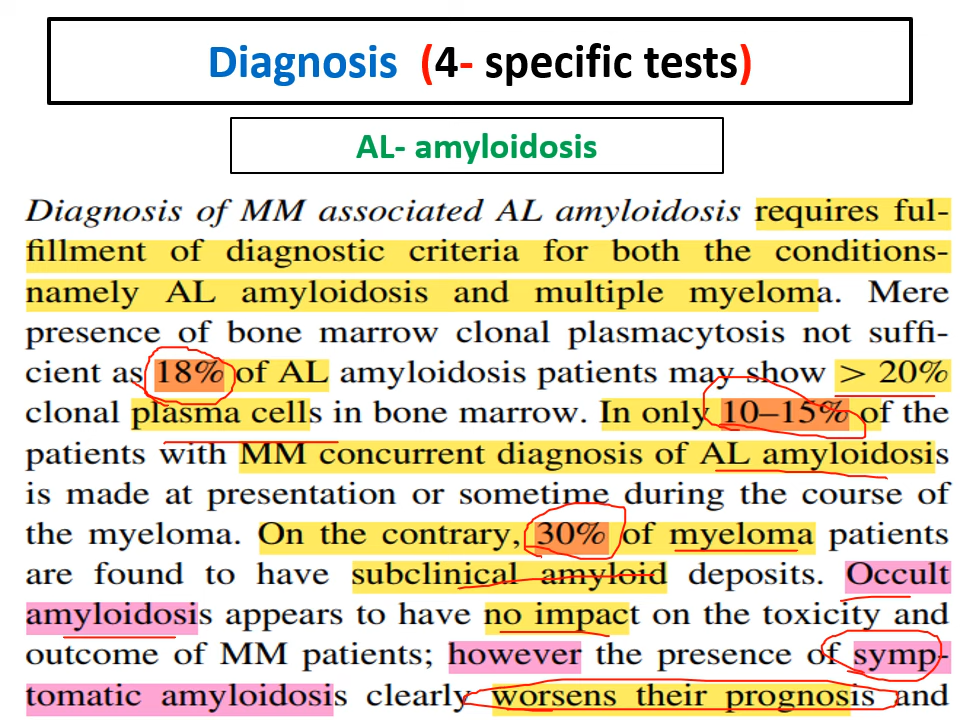 Diagnosis (4- specific tests)
AL- amyloidosis
Diagnosis of MM associated AL amyloidosis requires ful-
fillment of diagnostic criteria for both the conditions-
namely AL amyloidosis and multiple myeloma. Mere
presence of bone marrow clonal plasmacytosis not suffi-
cient as 18% of AL amyloidosis patients may show > 20%
clonal plasma cells in bone marrow. In only 10–15% of the
patients with MM concurrent diagnosis of AL amyloidosis
is made at presentation or sometime during the course of
the myeloma. On the contrary, 30% of myeloma patients
are found to have subclinical amyloid deposits. Occult
amyloidosis appears to have no impact on the toxicity and
outcome of MM patients; however the presence of symp-
tomatic amyloidosis clearly worsens their prognosis and